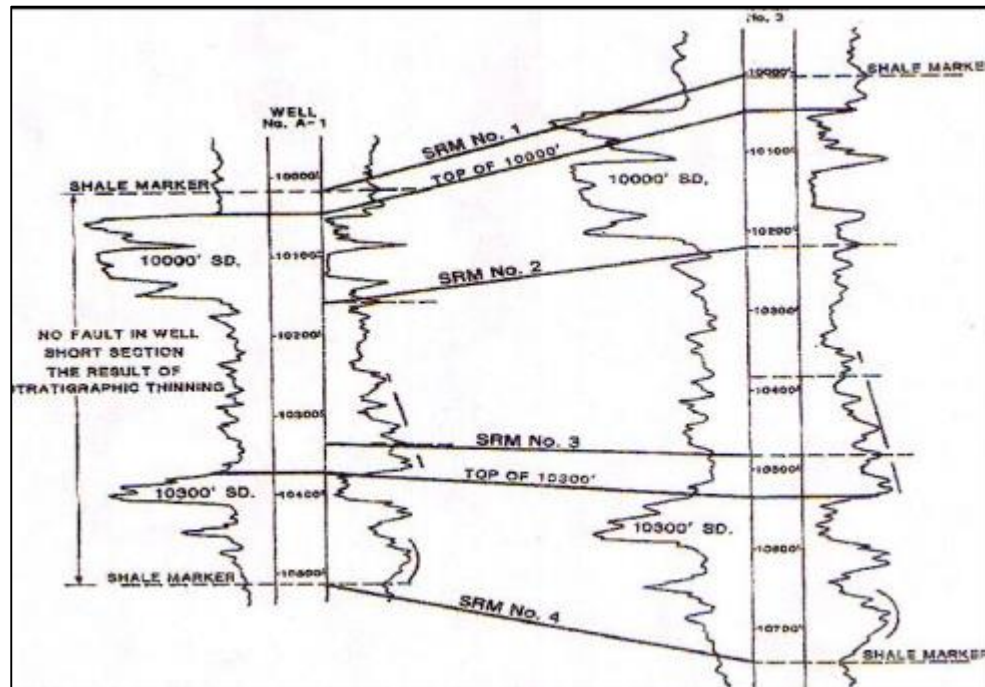 No. 3
10000'
SHALE MARKER
WELL
No. A-1
SRM No. 1
10000'
SHALE MARKER
TOP OF 10000'
10100'
10000' SD.
10000' SD.
10100'
10200'
SRM No. 2
NO FAULT IN WELL
SHORT SECTION
THE RESULT OF
STRATIGRAPHIC THINNING
10200'
10300'
10400'
10300'
SRM No. 3
10500'
TOP OF 10300'
10300' SD.
10400'
10300' SD.
10600'
SHALE MARKER
10500'
SRM No. 4
10700'
SHALE MARKER